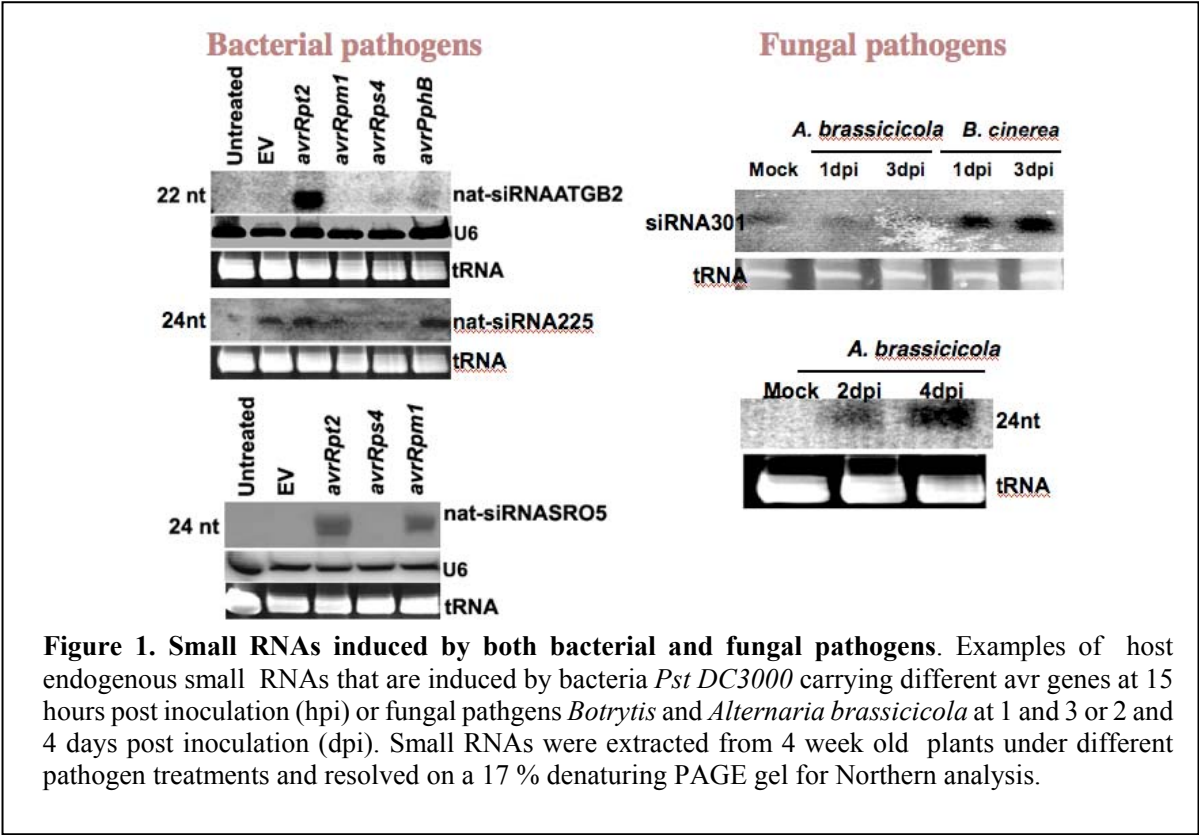 Bacterial pathogens
Untreated
EV
avrRpt2
avrRpm1
avrRps4
avrPphB
22 nt
nat-siRNAATGB2
U6
tRNA
24nt
nat-siRNA225
tRNA
Untreated
EV
avrRpt2
avrRps4
avrRpm1
24 nt
nat-siRNASRO5
U6
tRNA
Fungal pathogens
A. brassicicola B. cinerea
Mock 1dpi 3dpi 1dpi 3dpi
siRNA301
tRNA
A. brassicicola
Mock 2dpi 4dpi
24nt
tRNA
Figure 1. Small RNAs induced by both bacterial and fungal pathogens. Examples of host
endogenous small RNAs that are induced by bacteria Pst DC3000 carrying different avr genes at 15
hours post inoculation (hpi) or fungal pathgens Botrytis and Alternaria brassicicola at 1 and 3 or 2 and
4 days post inoculation (dpi). Small RNAs were extracted from 4 week old plants under different
pathogen treatments and resolved on a 17 % denaturing PAGE gel for Northern analysis.